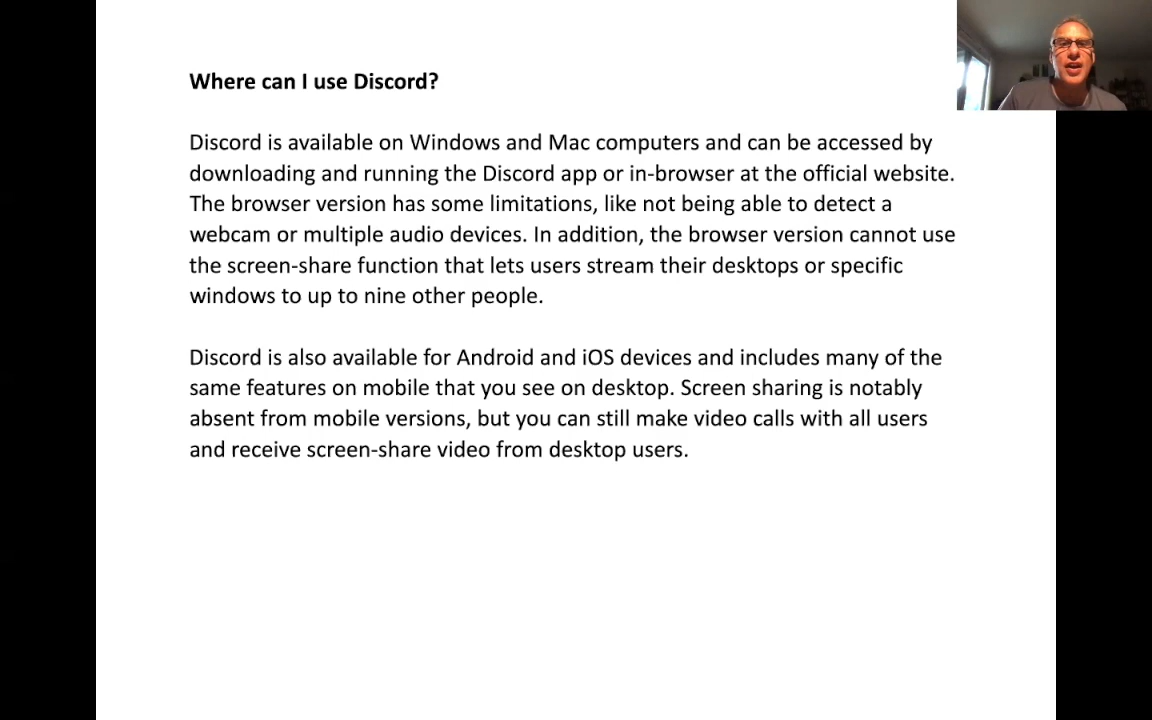 Where can I use Discord?
Discord is available on Windows and Mac computers and can be accessed by
downloading and running the Discord app or in-browser at the official website.
The browser version has some limitations, like not being able to detect a
webcam or multiple audio devices. In addition, the browser version cannot use
the screen-share function that lets users stream their desktops or specific
windows to up to nine other people.
Discord is also available for Android and iOS devices and includes many of the
same features on mobile that you see on desktop. Screen sharing is notably
absent from mobile versions, but you can still make video calls with all users
and receive screen-share video from desktop users.